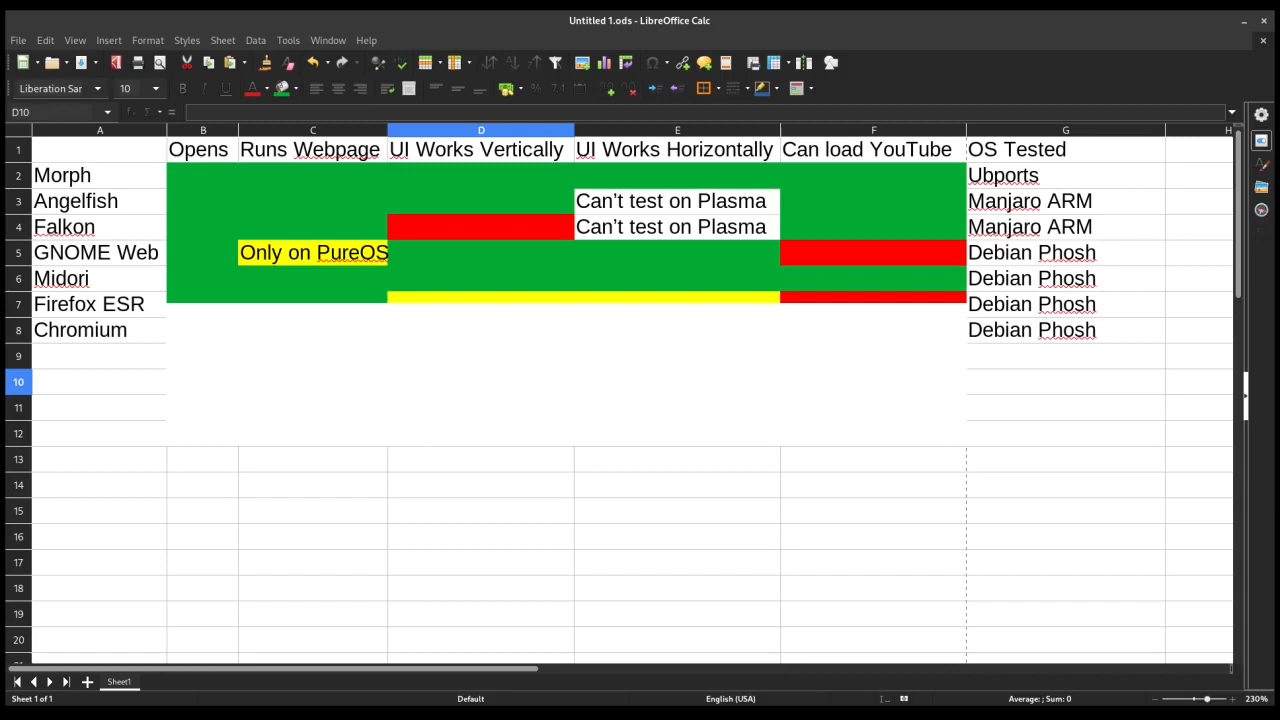 Untitled 1.ods - LibreOffice Calc
File Edit View Insert Format Styles Sheet Data Tools Window Help
Liberation Sar 10
D10
A B C D E F G H
1 Opens Runs Webpage UI Works Vertically UI Works Horizontally Can load YouTube OS Tested
2 Morph Ubports
3 Angelfish Can't test on Plasma Manjaro ARM
4 Falkon Can't test on Plasma Manjaro ARM
5 GNOME Web Only on PureOS Debian Phosh
6 Midori Debian Phosh
7 Firefox ESR Debian Phosh
8 Chromium Debian Phosh
9
10
11
12
13
14
15
16
17
18
19
20
Sheet1
Sheet 1 of 1 Default English (USA) Average: ; Sum: 0 230%